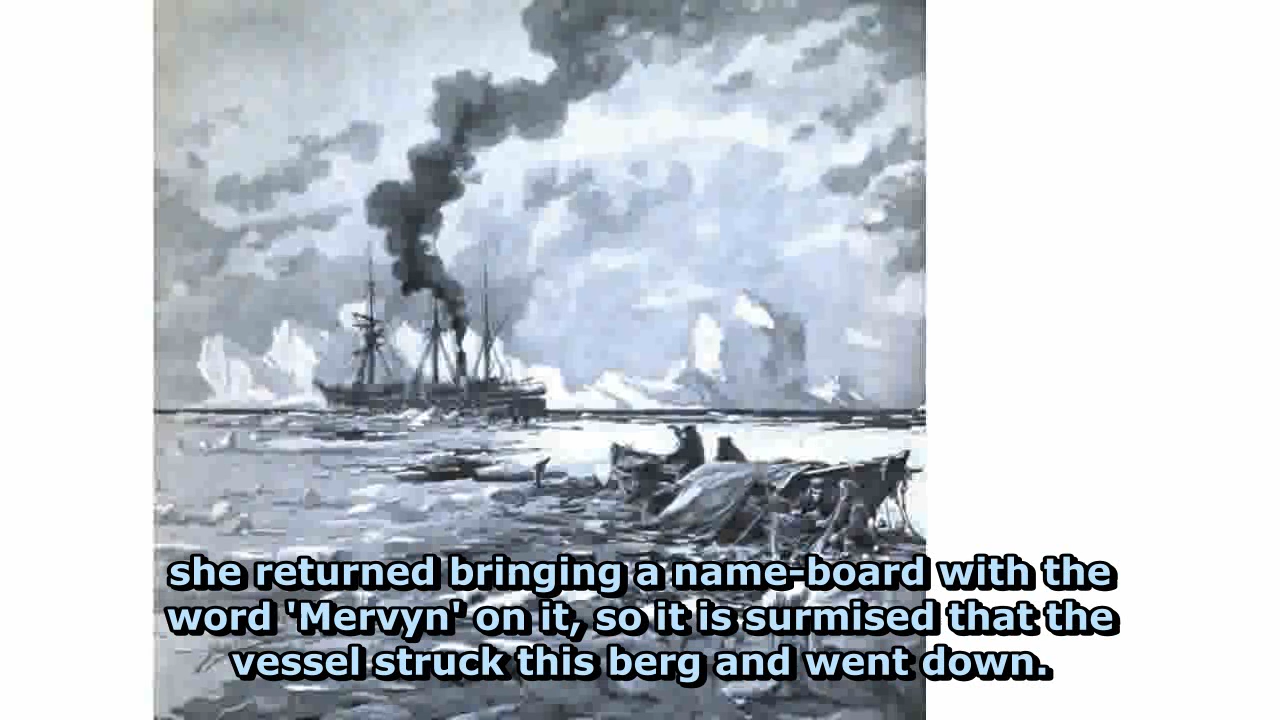 she returned bringing a name-board with the
word 'Mervyn' on it, so it is surmised that the
vessel struck this berg and went down.